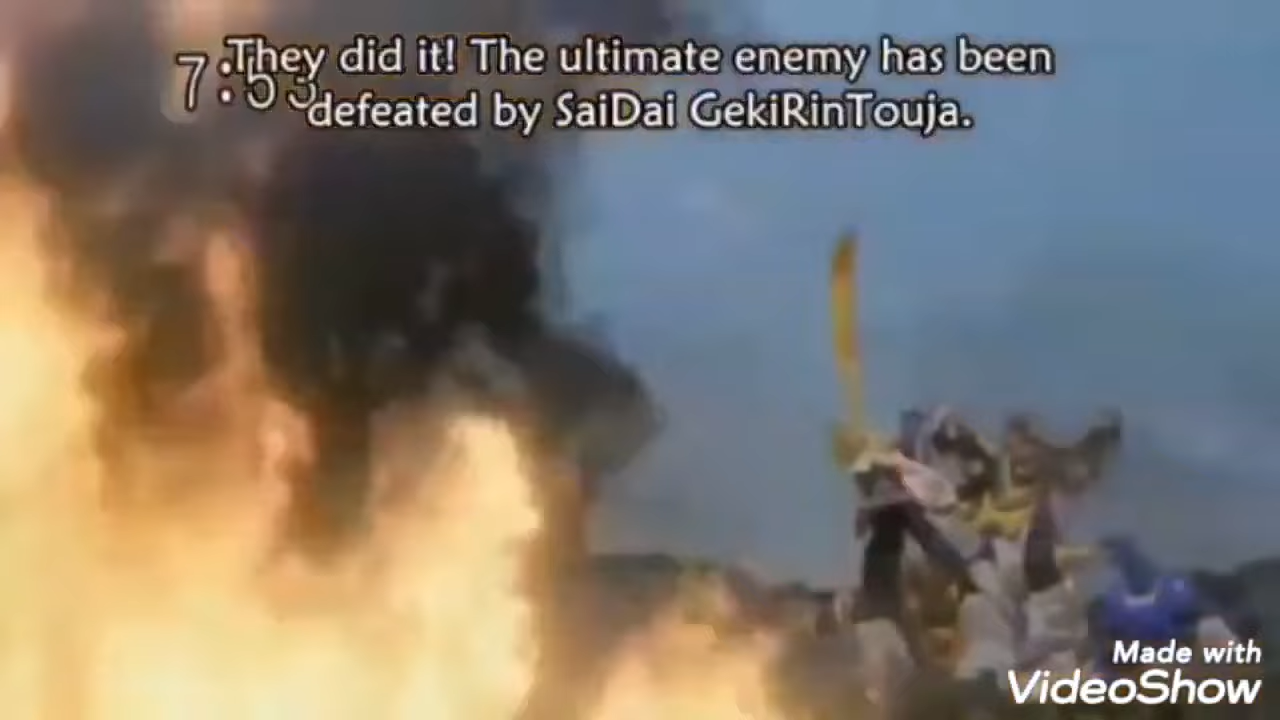 They did it! The ultimate enemy has been
7:53
defeated by SaiDai GekiRinTouja.
Made with
VideoShow